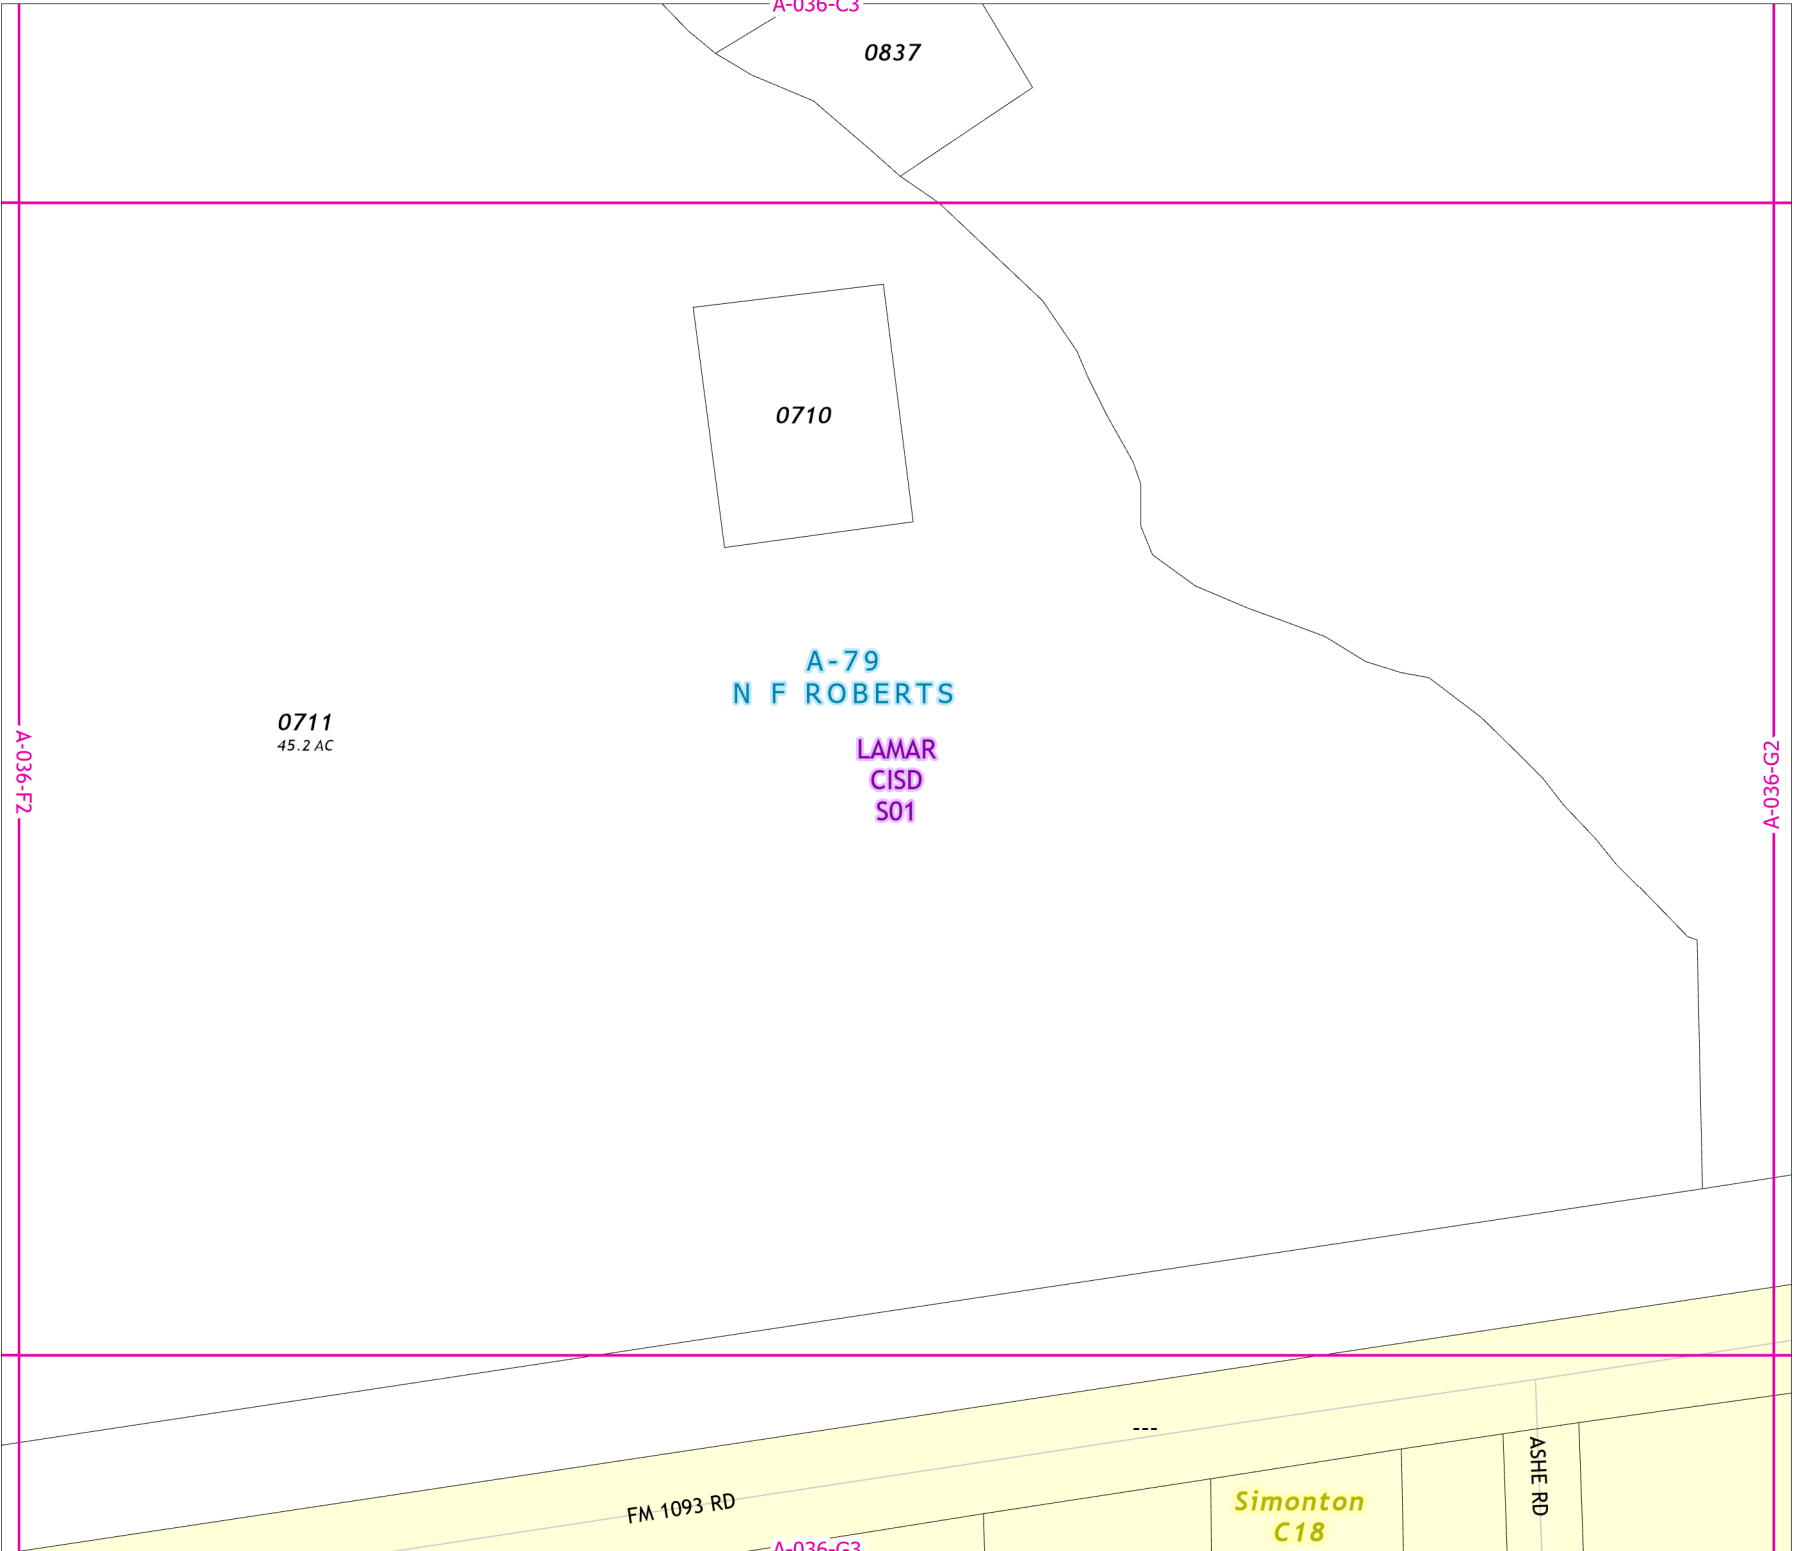 A-036-C3
0837
0710
A-79
N F ROBERTS
0711
45.2 AC
LAMAR
CISD
S01
A-036-F2
A-036-G2
---
FM 1093 RD
ASHE RD
Simonton
C18
A-036-G3